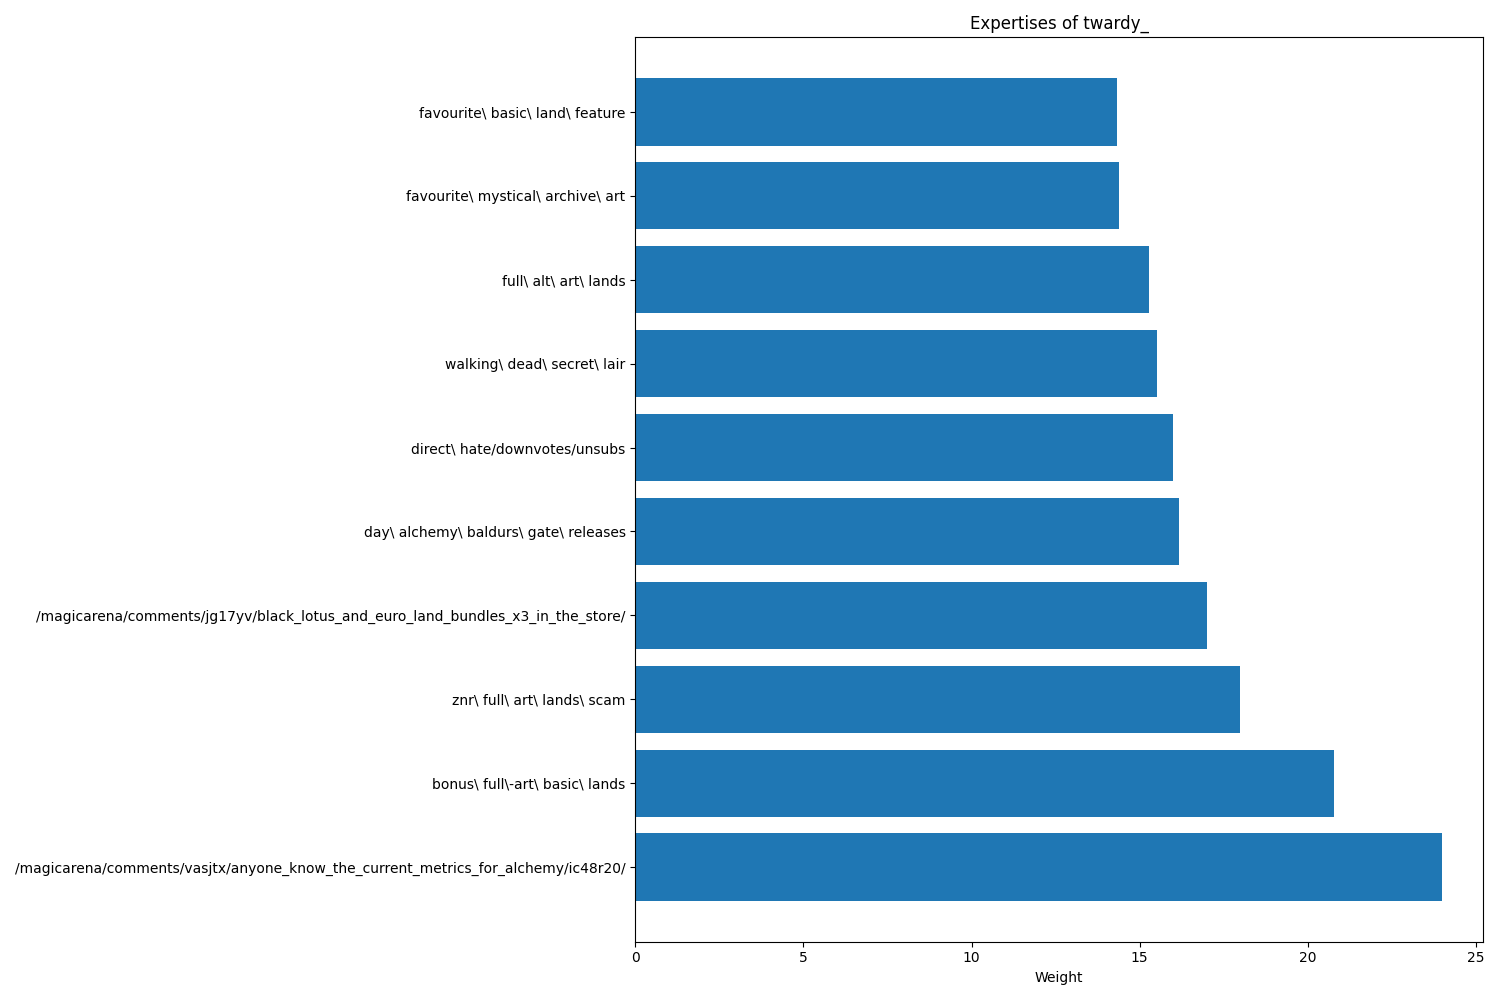 Expertises of twardy_
favourite\ basic\ land\ feature
favourite\ mystical\ archive\ art
full\ alt\ art\ lands
walking\ dead\ secret\ lair
direct\ hate/downvotes/unsubs
day\ alchemy\ baldurs\ gate\ releases
/magicarena/comments/jg17yv/black_lotus_and_euro_land_bundles_x3_in_the_store/
znr\ full\ art\ lands\ scam
bonus\ full\-art\ basic\ lands
/magicarena/comments/vasjtx/anyone_know_the_current_metrics_for_alchemy/ic48r20/
0 5 10 15 20 25
Weight